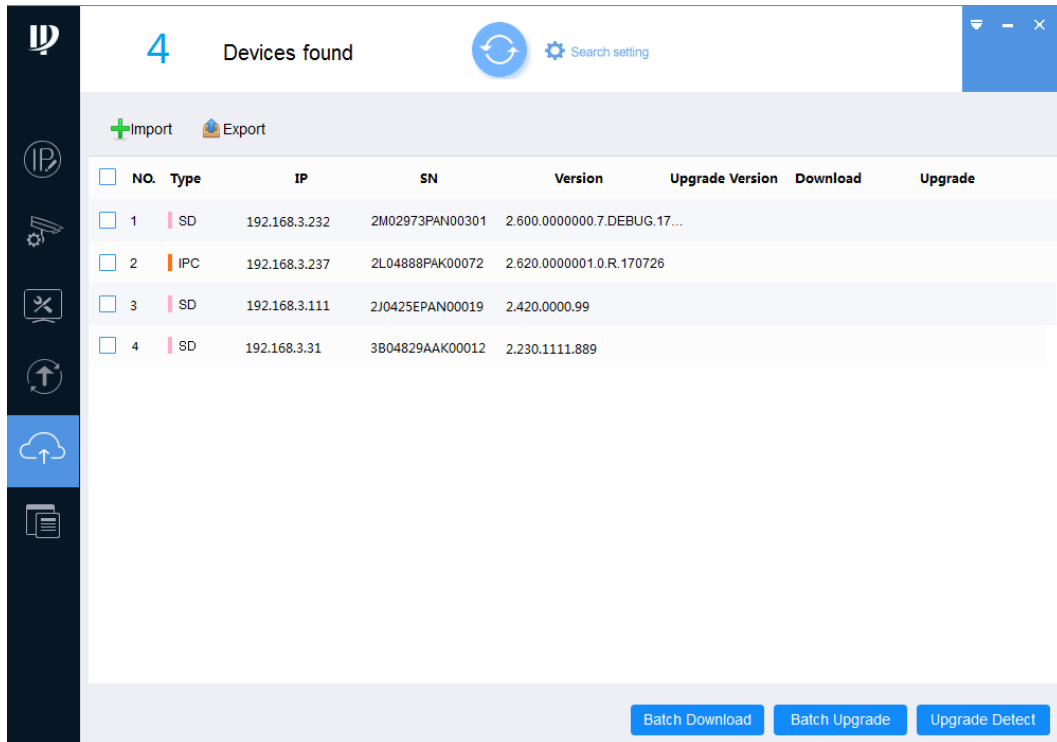 4 Devices found Search setting
Import Export
NO. Type IP SN Version Upgrade Version Download Upgrade
1 SD 192.168.3.232 2M02973PAN00301 2.600.0000000.7.DEBUG.17...
2 IPC 192.168.3.237 2L04888PAK00072 2.620.0000001.0.R.170726
3 SD 192.168.3.111 2J0425EPAN00019 2.420.0000.99
4 SD 192.168.3.31 3B04829AAK00012 2.230.1111.889
Batch Download Batch Upgrade Upgrade Detect